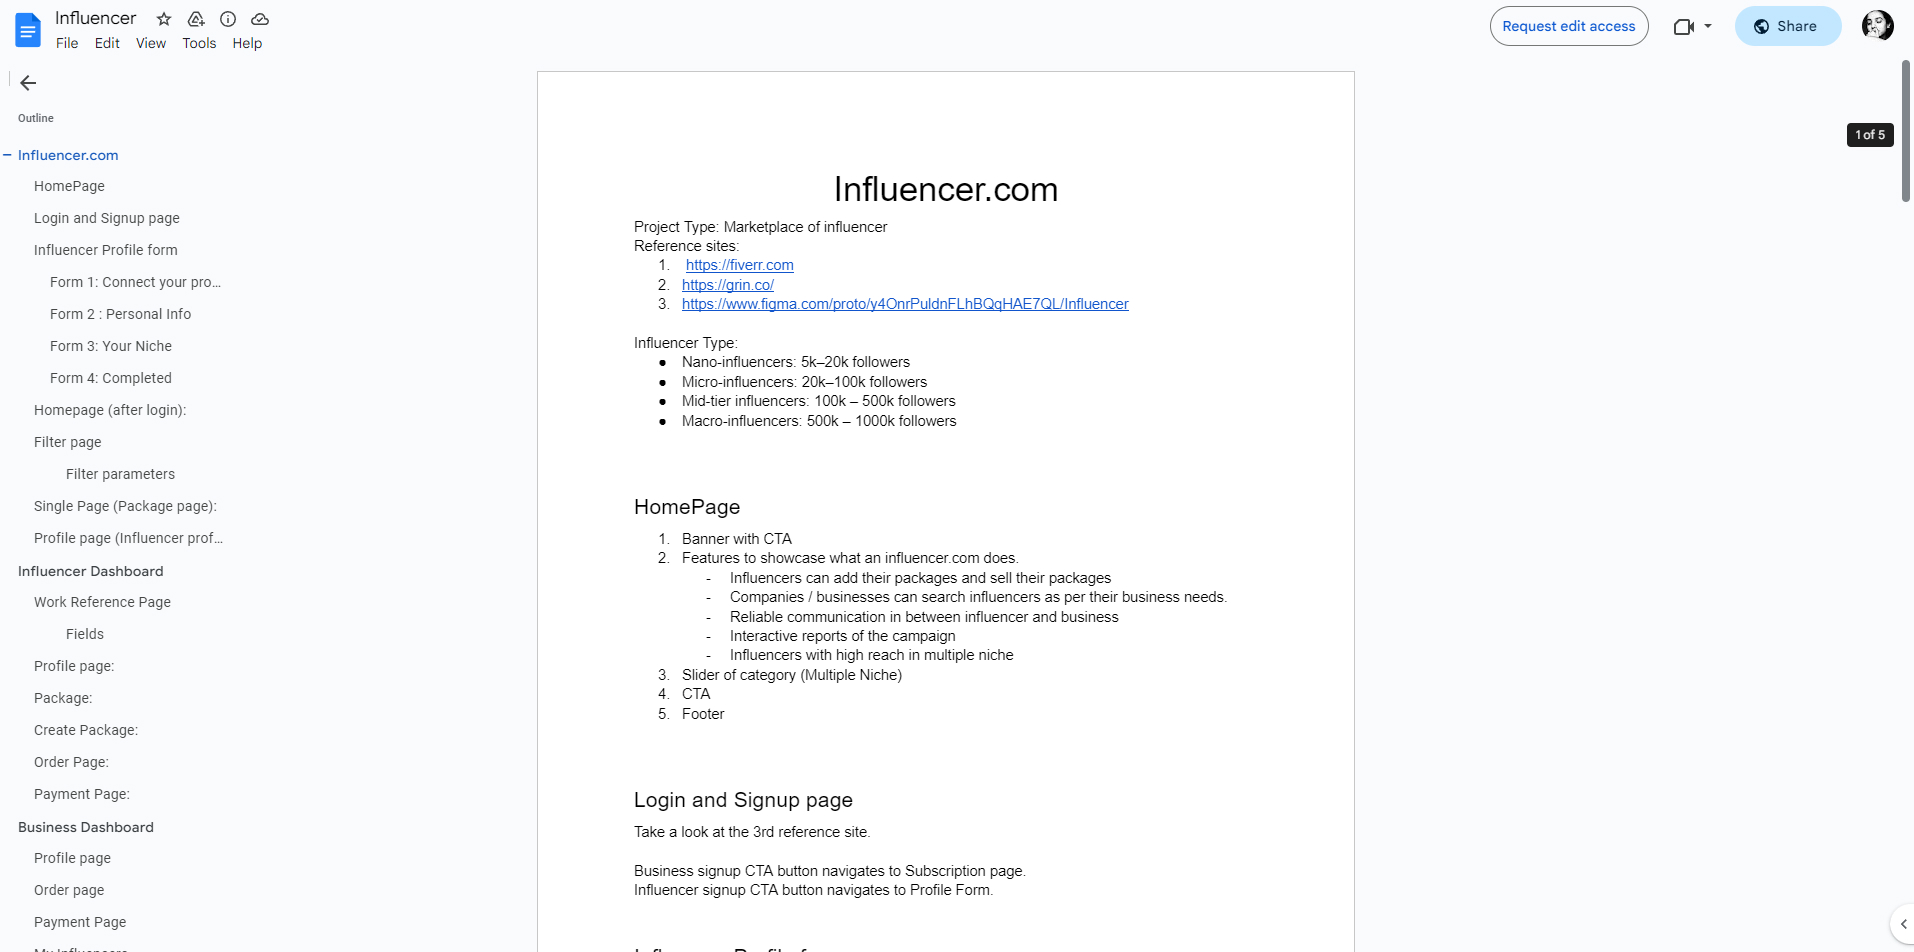 Influencer
File Edit View Tools Help
Request edit access
Share
Outline
Influencer.com
HomePage
Login and Signup page
Influencer Profile form
Form 1: Connect your pro...
Form 2 : Personal Info
Form 3: Your Niche
Form 4: Completed
Homepage (after login):
Filter page
Filter parameters
Single Page (Package page):
Profile page (Influencer prof...
Influencer Dashboard
Work Reference Page
Fields
Profile page:
Package:
Create Package:
Order Page:
Payment Page:
Business Dashboard
Profile page
Order page
Payment Page
1 of 5
Influencer.com
Project Type: Marketplace of influencer
Reference sites:
1. https://fiverr.com
2. https://grin.co/
3. https://www.figma.com/proto/y4OnrPuldnFLhBQqHAE7QL/Influencer
Influencer Type:
● Nano-influencers: 5k–20k followers
● Micro-influencers: 20k–100k followers
● Mid-tier influencers: 100k – 500k followers
● Macro-influencers: 500k – 1000k followers
HomePage
1. Banner with CTA
2. Features to showcase what an influencer.com does.
- Influencers can add their packages and sell their packages
- Companies / businesses can search influencers as per their business needs.
- Reliable communication in between influencer and business
- Interactive reports of the campaign
- Influencers with high reach in multiple niche
3. Slider of category (Multiple Niche)
4. CTA
5. Footer
Login and Signup page
Take a look at the 3rd reference site.
Business signup CTA button navigates to Subscription page.
Influencer signup CTA button navigates to Profile Form.